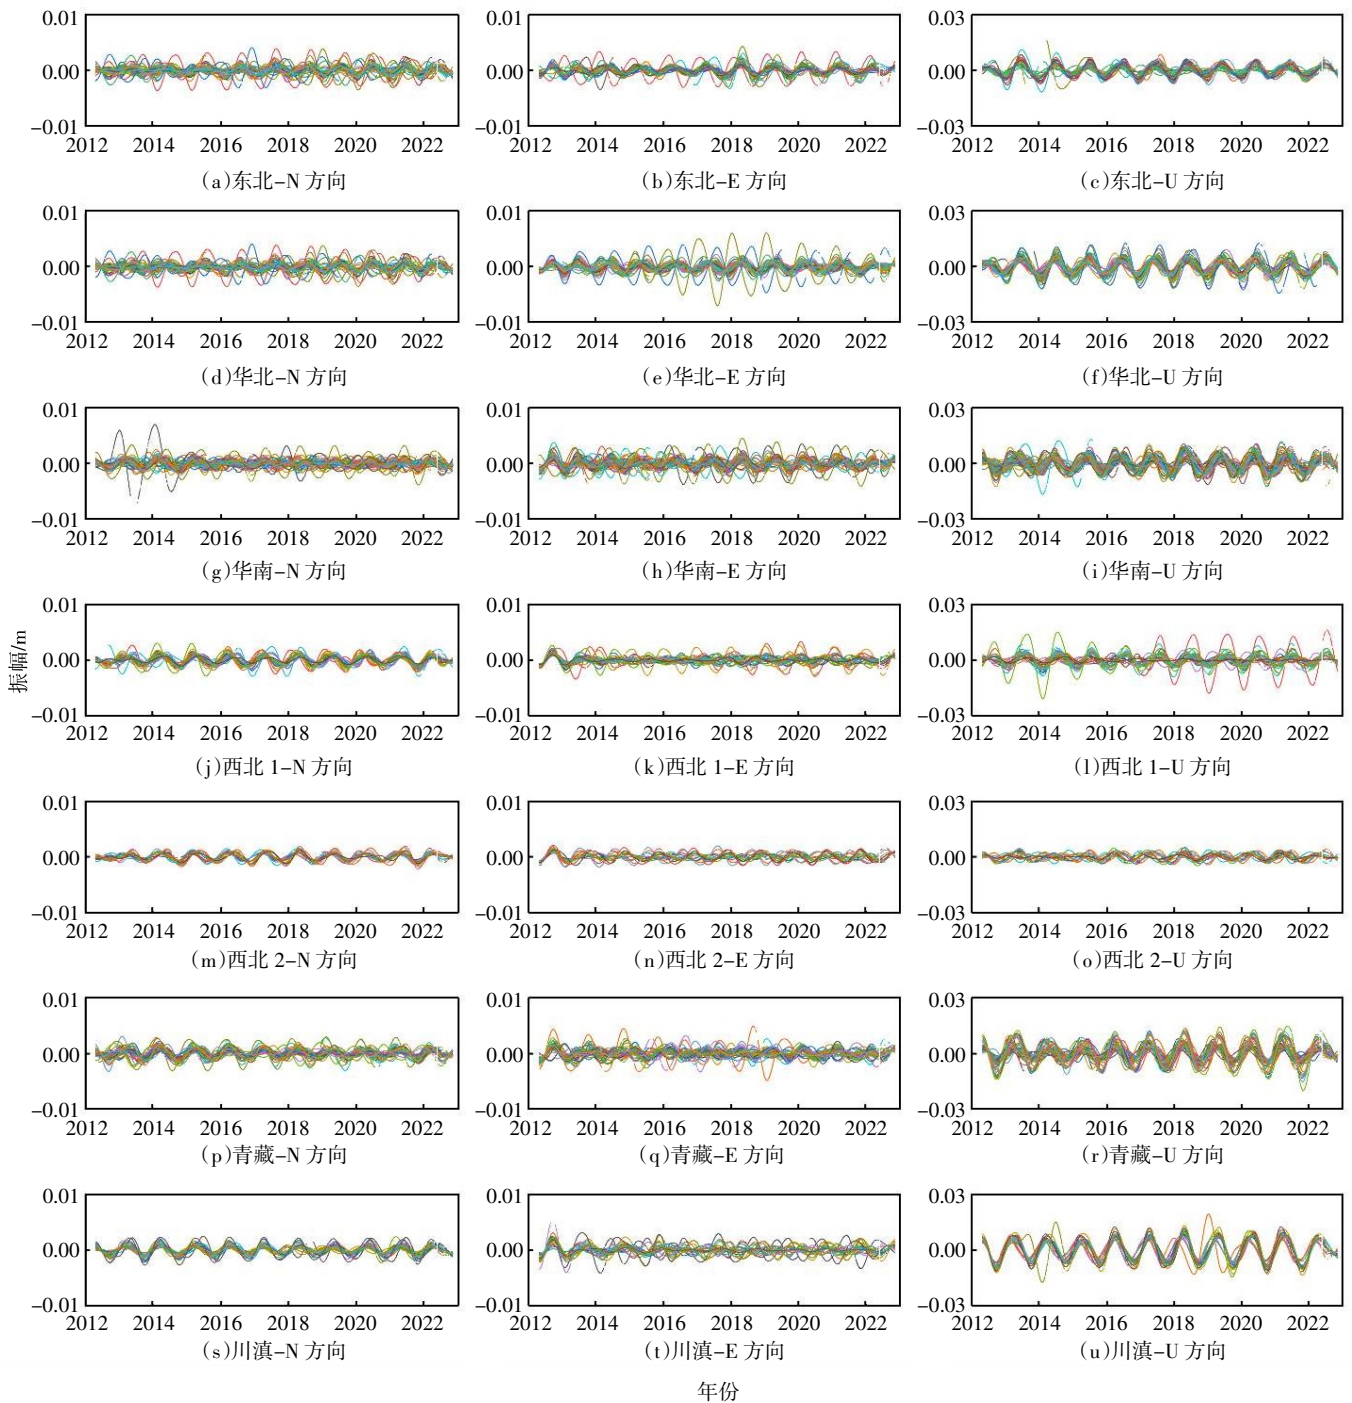 0.01 0.01 0.03
0.00 0.00 0.00
−0.01 −0.01 −0.03
2012 2014 2016 2018 2020 2022 2012 2014 2016 2018 2020 2022 2012 2014 2016 2018 2020 2022
(a)东北−N 方向 (b)东北−E 方向 (c)东北−U 方向
0.01 0.01 0.03
0.00 0.00 0.00
−0.01 −0.01 −0.03
2012 2014 2016 2018 2020 2022 2012 2014 2016 2018 2020 2022 2012 2014 2016 2018 2020 2022
(d)华北−N 方向 (e)华北−E 方向 (f)华北−U 方向
0.01 0.01 0.03
0.00 0.00 0.00
−0.01 −0.01 −0.03
2012 2014 2016 2018 2020 2022 2012 2014 2016 2018 2020 2022 2012 2014 2016 2018 2020 2022
(g)华南−N 方向 (h)华南−E 方向 (i)华南−U 方向
振幅/m
0.01 0.01 0.03
0.00 0.00 0.00
−0.01 −0.01 −0.03
2012 2014 2016 2018 2020 2022 2012 2014 2016 2018 2020 2022 2012 2014 2016 2018 2020 2022
(j)西北 1−N 方向 (k)西北 1−E 方向 (l)西北 1−U 方向
0.01 0.01 0.03
0.00 0.00 0.00
−0.01 −0.01 −0.03
2012 2014 2016 2018 2020 2022 2012 2014 2016 2018 2020 2022 2012 2014 2016 2018 2020 2022
(m)西北 2−N 方向 (n)西北 2−E 方向 (o)西北 2−U 方向
0.01 0.01 0.03
0.00 0.00 0.00
−0.01 −0.01 −0.03
2012 2014 2016 2018 2020 2022 2012 2014 2016 2018 2020 2022 2012 2014 2016 2018 2020 2022
(p)青藏−N 方向 (q)青藏−E 方向 (r)青藏−U 方向
0.01 0.01 0.03
0.00 0.00 0.00
−0.01 −0.01 −0.03
2012 2014 2016 2018 2020 2022 2012 2014 2016 2018 2020 2022 2012 2014 2016 2018 2020 2022
(s)川滇−N 方向 (t)川滇−E 方向 (u)川滇−U 方向
年份